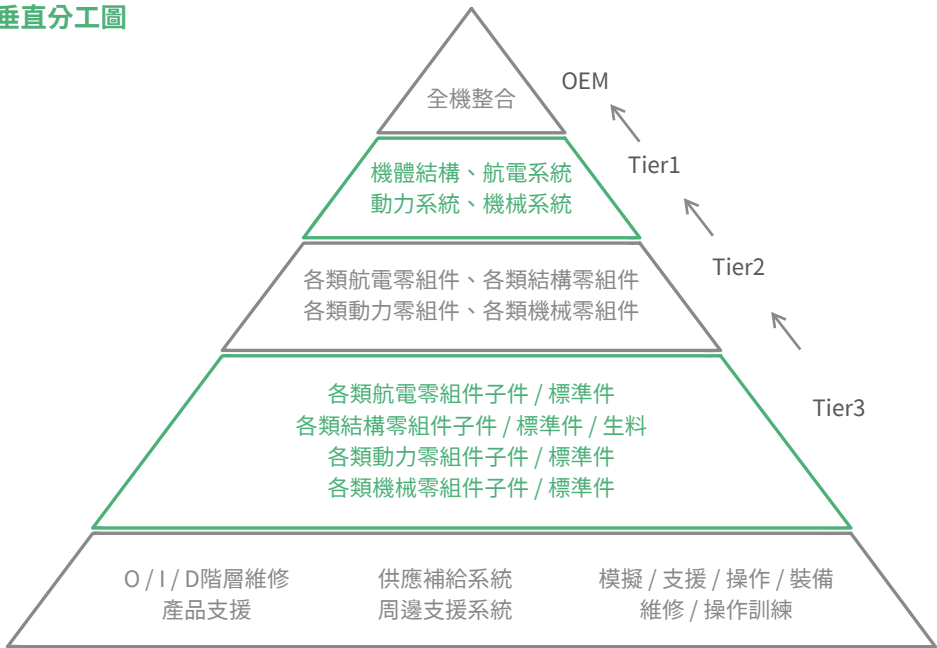 垂直分工圖
全機整合
OEM
機體結構、航電系統
動力系統、機械系統
Tier1
各類航電零組件、各類結構零組件
各類動力零組件、各類機械零組件
Tier2
各類航電零組件子件 / 標準件
各類結構零組件子件 / 標準件 / 生料
各類動力零組件子件 / 標準件
各類機械零組件子件 / 標準件
Tier3
O / I / D階層維修
產品支援
供應補給系統
周邊支援系統
模擬 / 支援 / 操作 / 裝備
維修 / 操作訓練